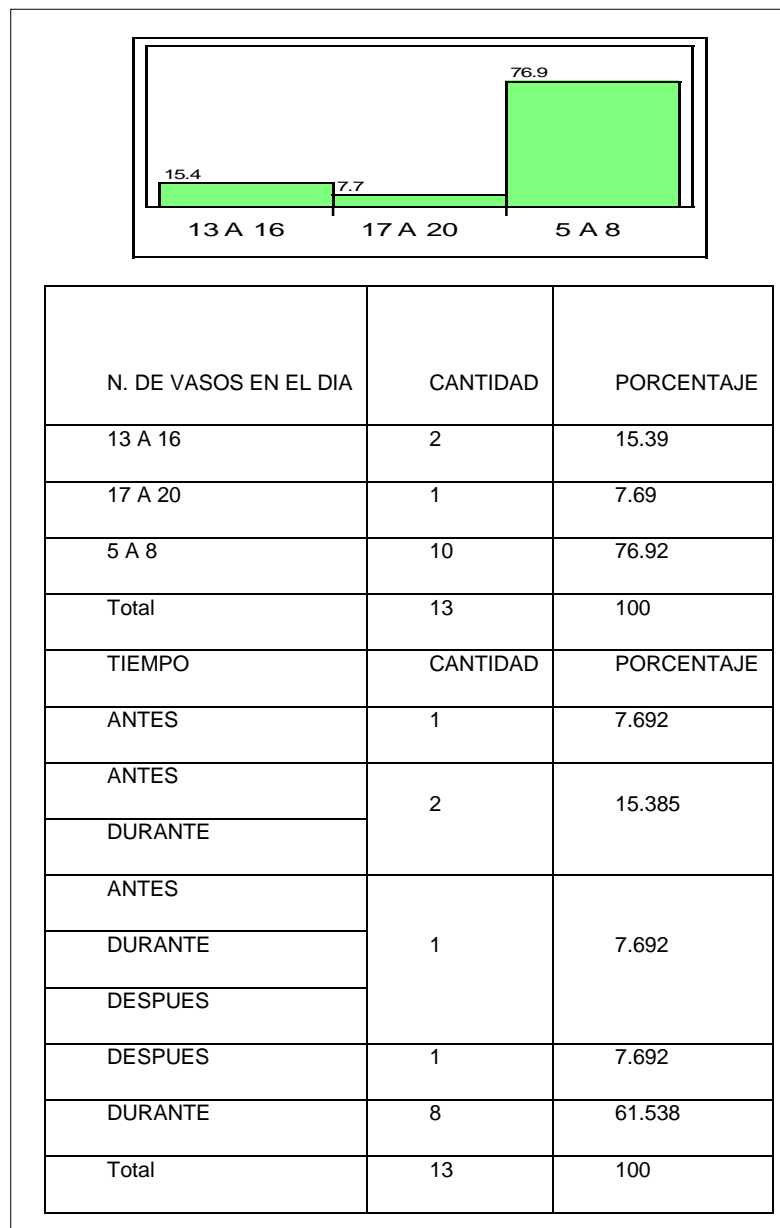 76.9
15.4
7.7
13 A 16 17 A 20 5 A 8
N. DE VASOS EN EL DIA CANTIDAD PORCENTAJE
13 A 16 2 15.39
17 A 20 1 7.69
5 A 8 10 76.92
Total 13 100
TIEMPO CANTIDAD PORCENTAJE
ANTES 1 7.692
ANTES
2 15.385
DURANTE
ANTES
DURANTE 1 7.692
DESPUES
DESPUES 1 7.692
DURANTE 8 61.538
Total 13 100